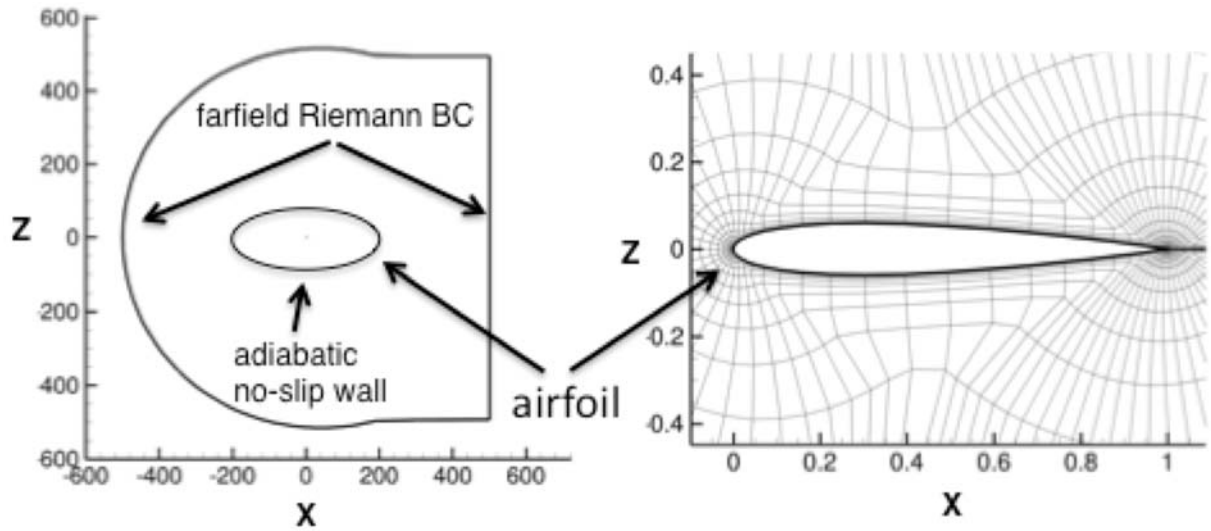 600
400
200
0
-200
-400
-600
Z
-600 -400 -200 0 200 400 600
X
farfield Riemann BC
adiabatic
no-slip wall
airfoil
0.4
0.2
0
-0.2
-0.4
Z
0 0.2 0.4 0.6 0.8 1
X